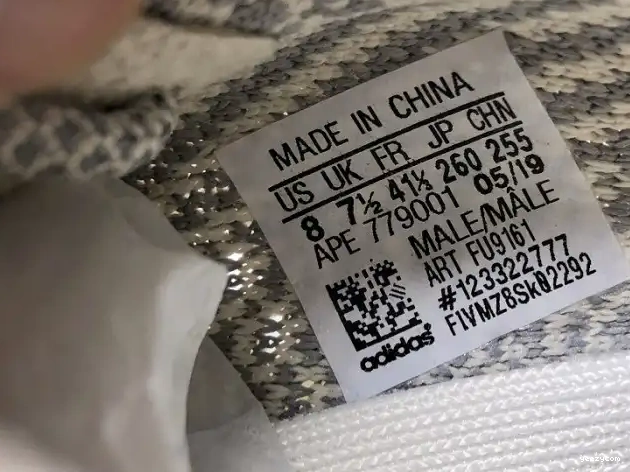 MADE IN CHINA
US UK FR JP CHN
8 7½ 41⅓ 260 255
APE 779001 05/19
MALE/MÂLE
ART FU9161
#123322777
FIVMZ8SK02292
adidas